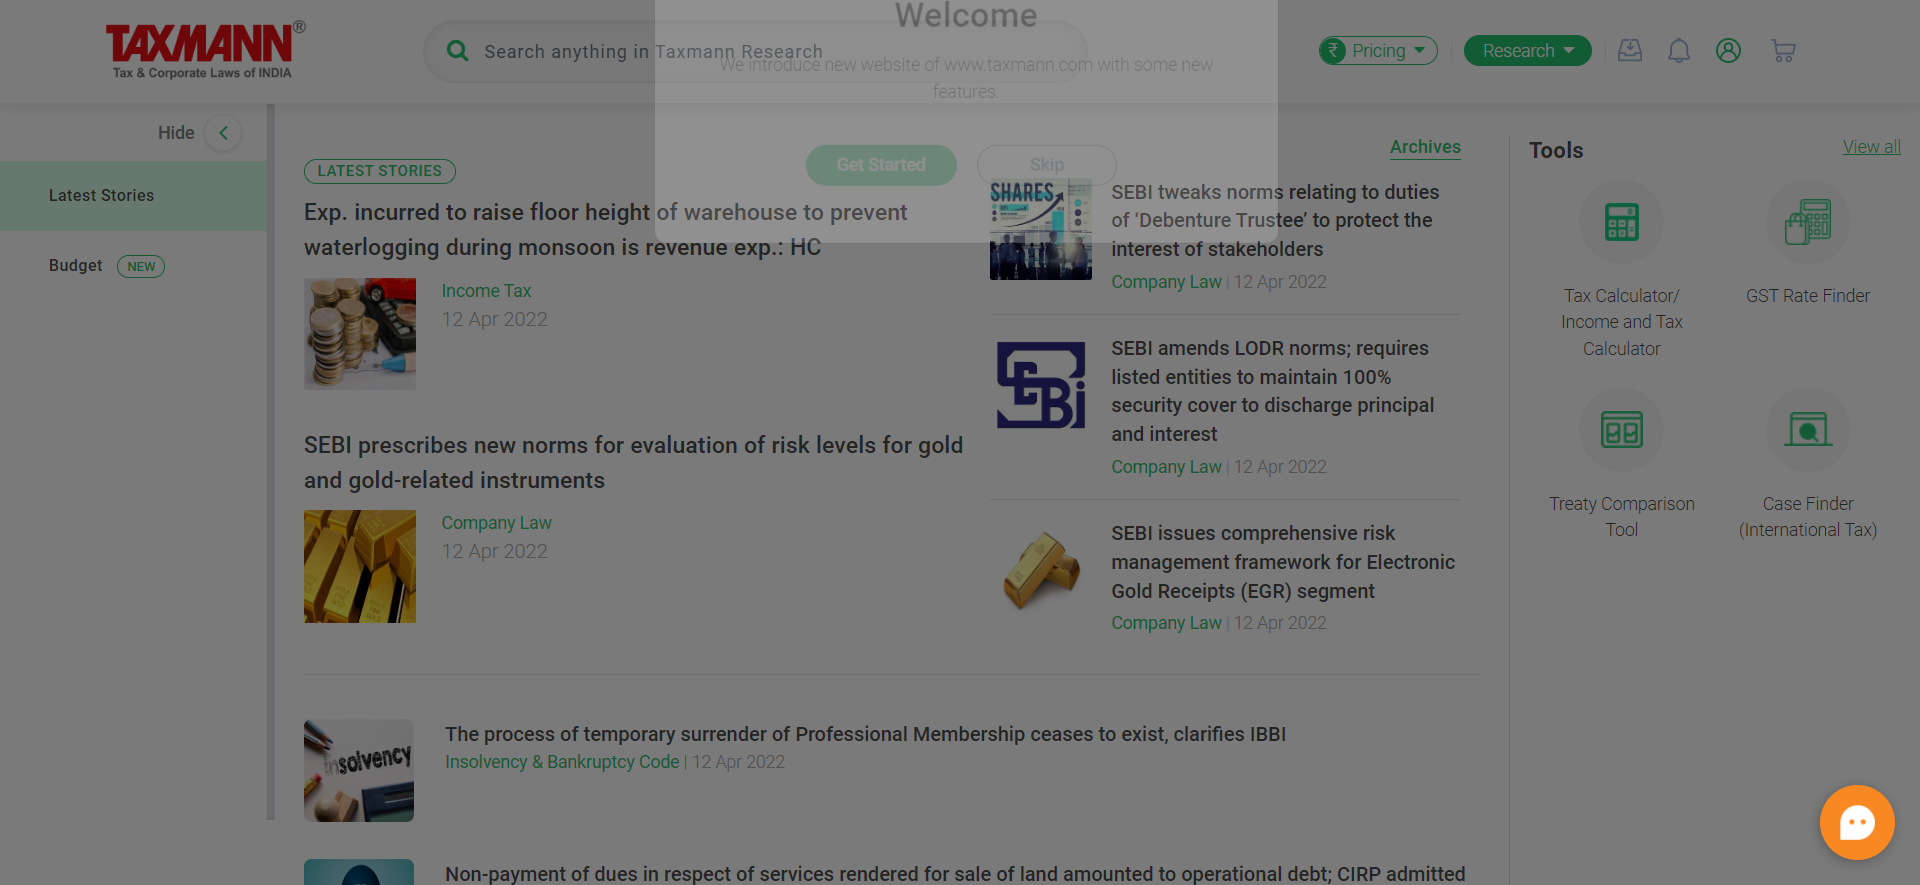 TAXMANN®
Tax & Corporate Laws of INDIA
Search anything in Taxmann Research
Welcome
We introduce new website of www.taxmann.com with some new
features.
Get Started
Skip
₹ Pricing
Research
Hide
Latest Stories
Budget NEW
LATEST STORIES
Archives
Exp. incurred to raise floor height of warehouse to prevent
waterlogging during monsoon is revenue exp.: HC
Income Tax
12 Apr 2022
SEBI prescribes new norms for evaluation of risk levels for gold
and gold-related instruments
Company Law
12 Apr 2022
SHARES
SEBI tweaks norms relating to duties
of ‘Debenture Trustee’ to protect the
interest of stakeholders
Company Law | 12 Apr 2022
SEBI
SEBI amends LODR norms; requires
listed entities to maintain 100%
security cover to discharge principal
and interest
Company Law | 12 Apr 2022
SEBI issues comprehensive risk
management framework for Electronic
Gold Receipts (EGR) segment
Company Law | 12 Apr 2022
insolvency
The process of temporary surrender of Professional Membership ceases to exist, clarifies IBBI
Insolvency & Bankruptcy Code | 12 Apr 2022
Non-payment of dues in respect of services rendered for sale of land amounted to operational debt; CIRP admitted
Tools
View all
Tax Calculator/
Income and Tax
Calculator
GST Rate Finder
Treaty Comparison
Tool
Case Finder
(International Tax)